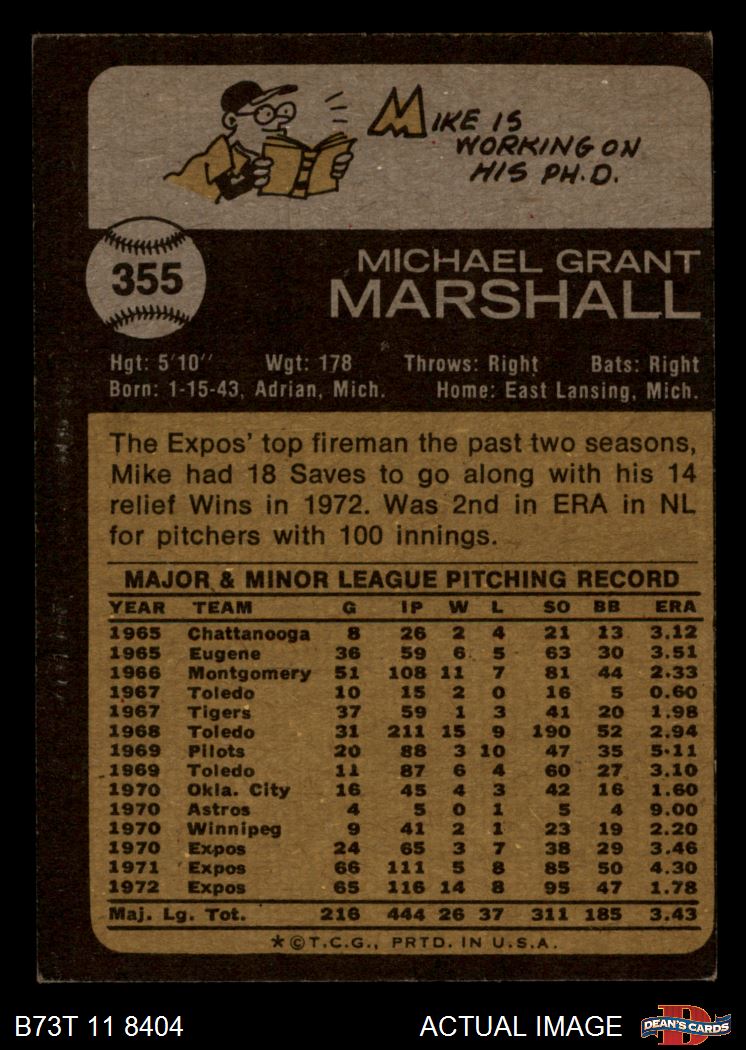 MIKE IS
WORKING ON
HIS PH.D.
355
MICHAEL GRANT
MARSHALL
Hgt: 5'10" Wgt: 178 Throws: Right Bats: Right
Born: 1-15-43, Adrian, Mich. Home: East Lansing, Mich.
The Expos' top fireman the past two seasons,
Mike had 18 Saves to go along with his 14
relief Wins in 1972. Was 2nd in ERA in NL
for pitchers with 100 innings.
MAJOR & MINOR LEAGUE PITCHING RECORD
YEAR TEAM G IP W L SO BB ERA
1965 Chattanooga 8 26 2 4 21 13 3.12
1965 Eugene 36 59 6 5 63 30 3.51
1966 Montgomery 51 108 11 7 81 44 2.33
1967 Toledo 10 15 2 0 16 5 0.60
1967 Tigers 37 59 1 3 41 20 1.98
1968 Toledo 31 211 15 9 190 52 2.94
1969 Pilots 20 88 3 10 47 35 5.11
1969 Toledo 11 87 6 4 60 27 3.10
1970 Okla. City 16 45 4 3 42 16 1.60
1970 Astros 4 5 0 1 5 4 9.00
1970 Winnipeg 9 41 2 1 23 19 2.20
1970 Expos 24 65 3 7 38 29 3.46
1971 Expos 66 111 5 8 85 50 4.30
1972 Expos 65 116 14 8 95 47 1.78
Maj. Lg. Tot. 216 444 26 37 311 185 3.43
*©T.C.G., PRTD. IN U.S.A.
B73T 11 8404 ACTUAL IMAGE DEAN'S CARDS